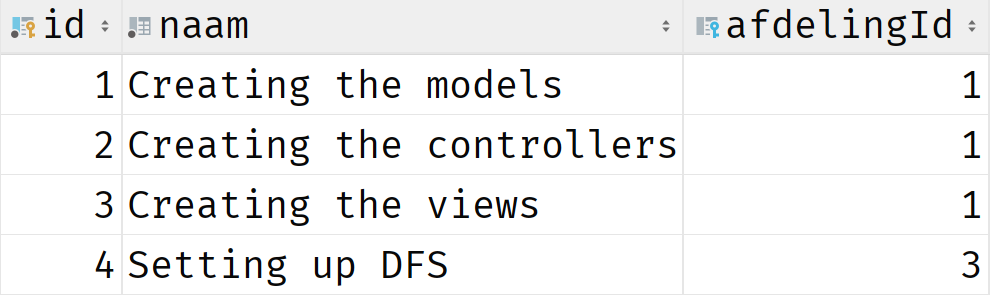 id naam afdelingId
1 Creating the models 1
2 Creating the controllers 1
3 Creating the views 1
4 Setting up DFS 3